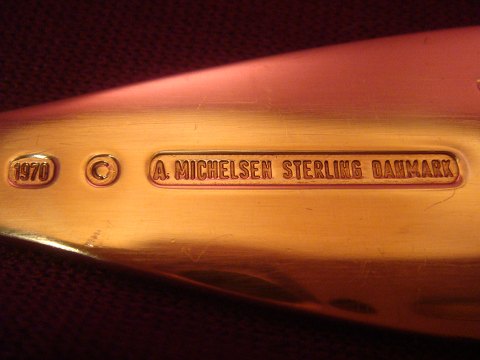 1970 © A. MICHELSEN STERLING DANMARK